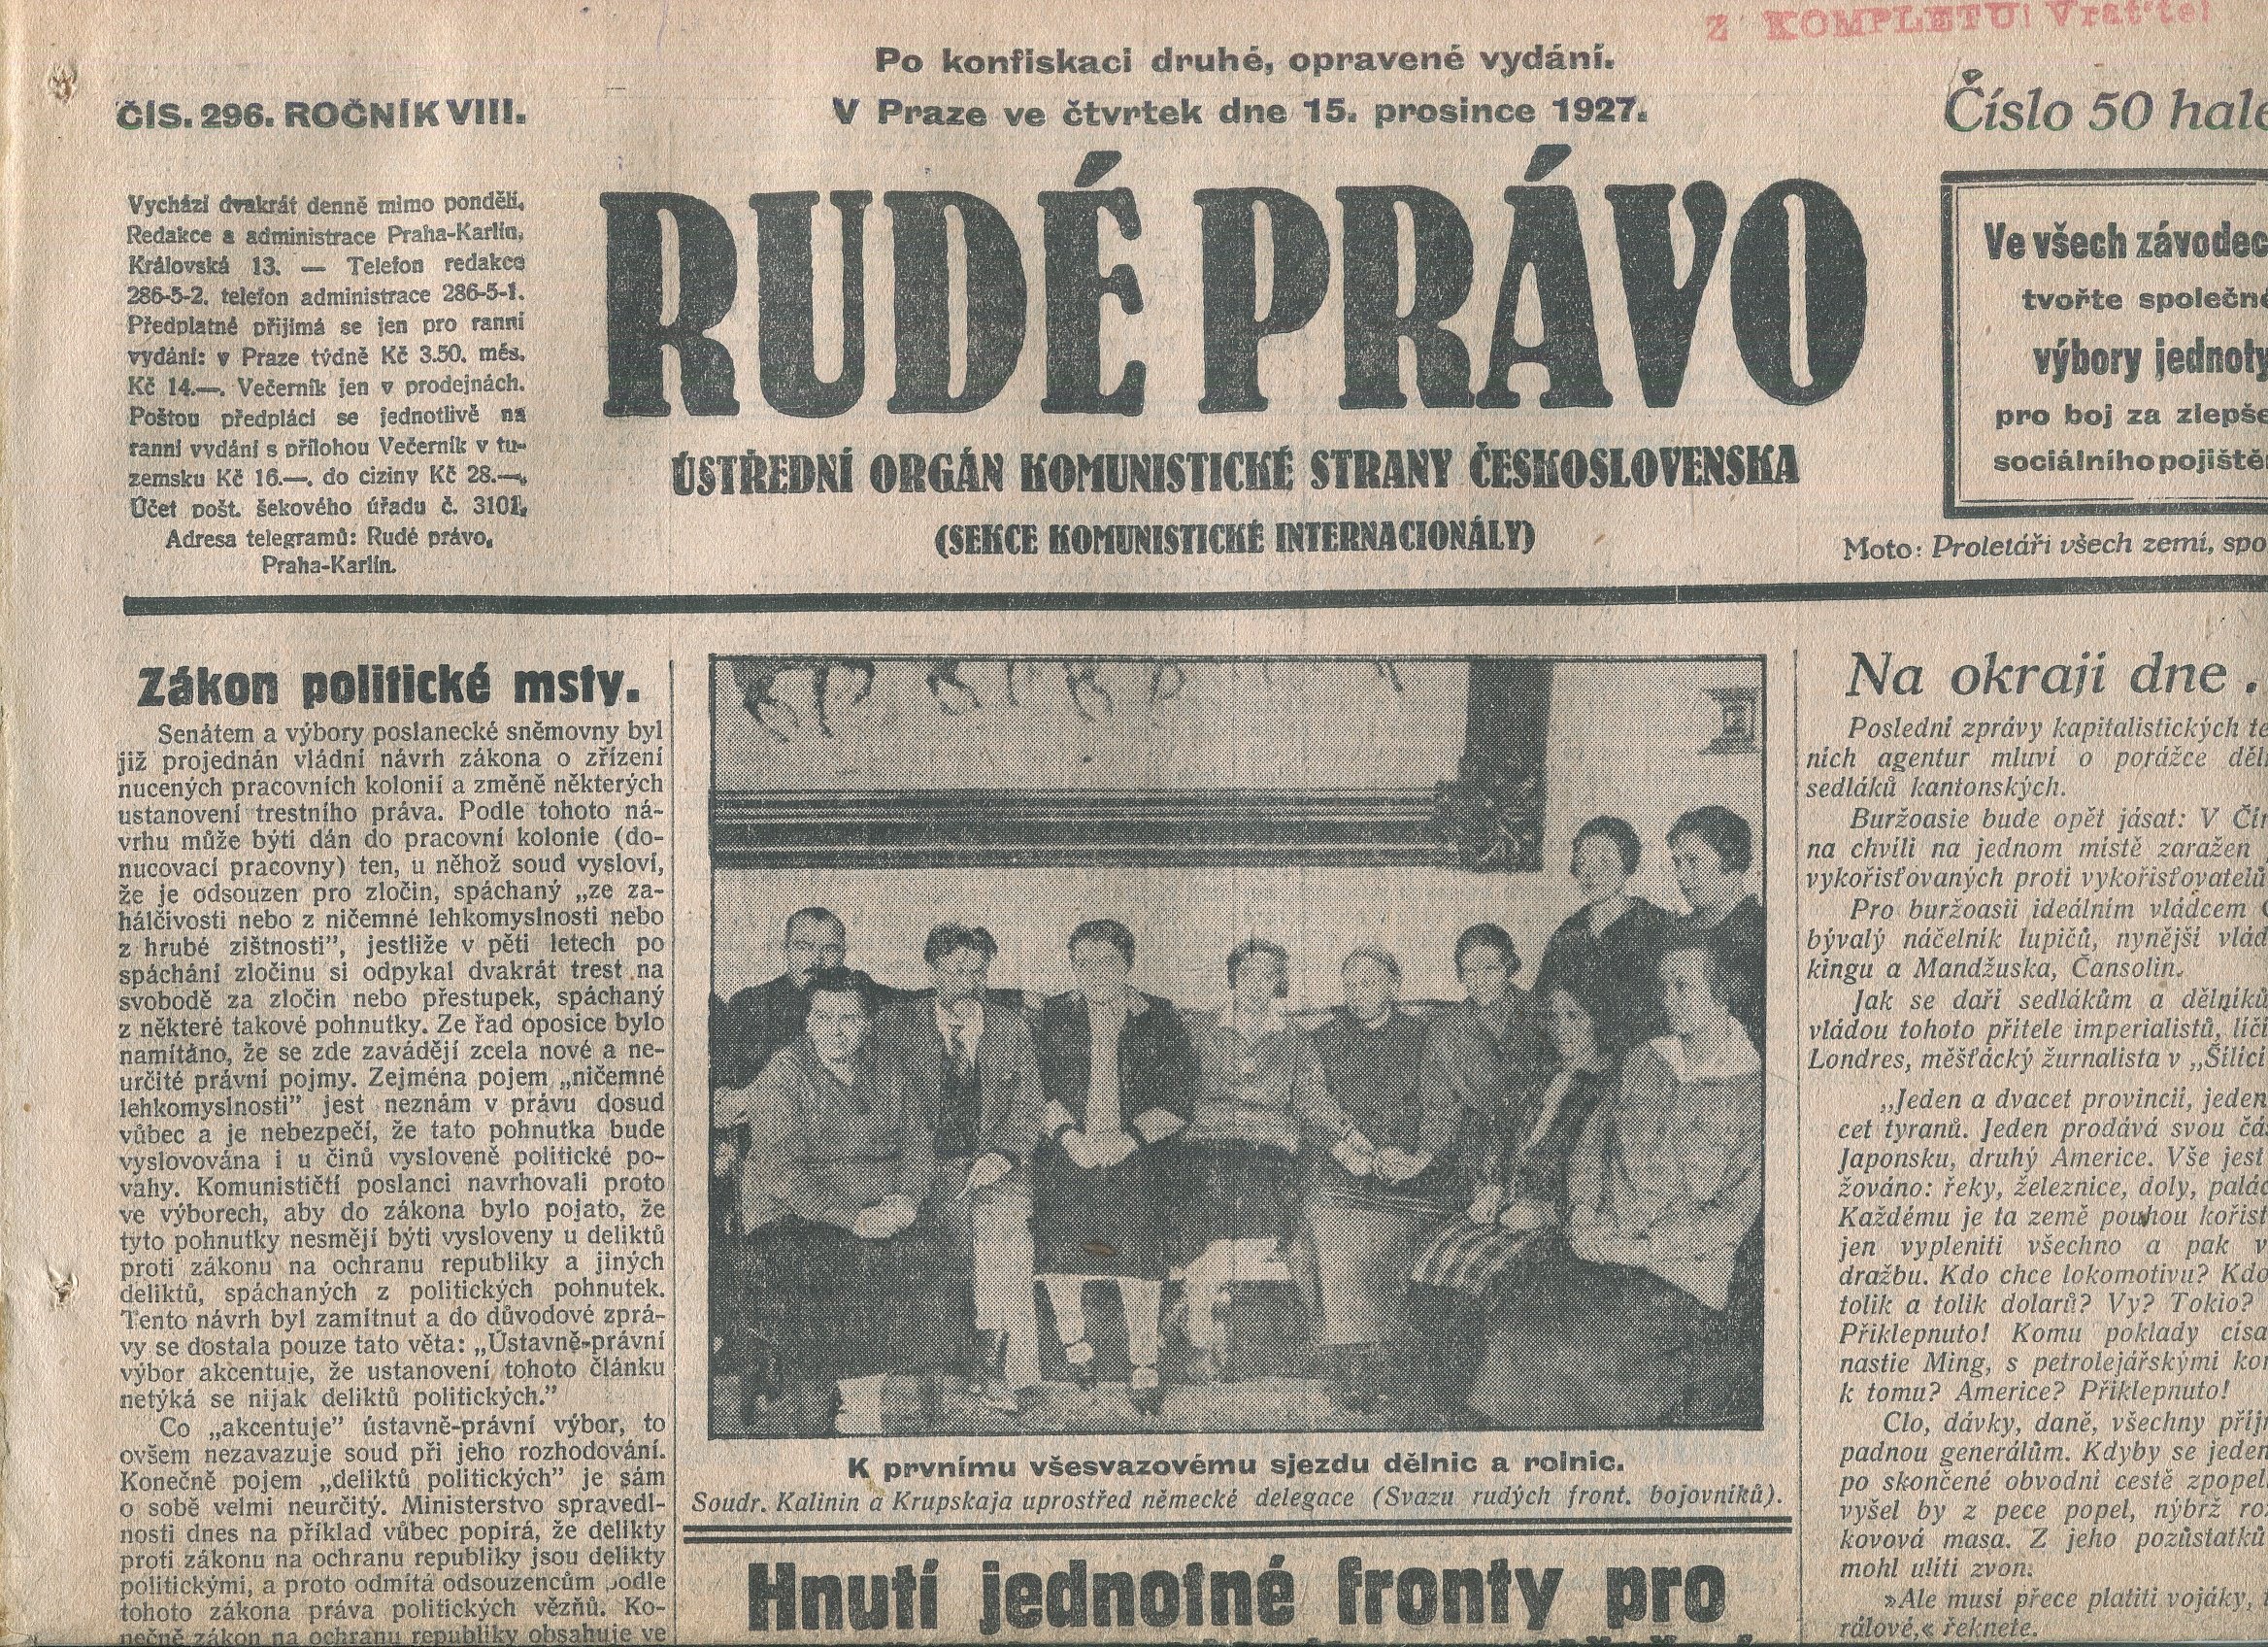 Z KOMPLETU! Vraťte!
Po konfiskaci druhé, opravené vydání.
ČÍS. 296. ROČNÍK VIII.
V Praze ve čtvrtek dne 15. prosince 1927.
Číslo 50 hale
Vychází dvakrát denně mimo pondělí.
Redakce a administrace Praha-Karlín,
Královská 13. — Telefon redakce
286-5-2, telefon administrace 286-5-1.
Předplatné přijímá se jen pro ranní
vydání: v Praze týdně Kč 3.50, měs.
Kč 14.—. Večerník jen v prodejnách.
Poštou předplácí se jednotlivě na
ranní vydání s přílohou Večerník v tu-
zemsku Kč 16.—, do ciziny Kč 28.—.
Účet pošt. šekového úřadu č. 3101.
Adresa telegramů: Rudé právo,
Praha-Karlín.
RUDÉ PRÁVO
ÚSTŘEDNÍ ORGÁN KOMUNISTICKÉ STRANY ČESKOSLOVENSKA
(SEKCE KOMUNISTICKÉ INTERNACIONÁLY)
Ve všech závodec
tvořte společné
výbory jednoty
pro boj za zlepše
sociálního pojiště
Moto: Proletáři všech zemí, spo
Zákon politické msty.
Senátem a výbory poslanecké sněmovny byl
již projednán vládní návrh zákona o zřízení
nucených pracovních kolonií a změně některých
ustanovení trestního práva. Podle tohoto ná-
vrhu může býti dán do pracovní kolonie (do-
nucovací pracovny) ten, u něhož soud vysloví,
že je odsouzen pro zločin, spáchaný „ze za-
hálčivosti nebo z ničemné lehkomyslnosti nebo
z hrubé zištnosti”, jestliže v pěti letech po
spáchání zločinu si odpykal dvakrát trest na
svobodě za zločin nebo přestupek, spáchaný
z některé takové pohnutky. Ze řad oposice bylo
namítáno, že se zde zavádějí zcela nové a ne-
určité právní pojmy. Zejména pojem „ničemné
lehkomyslnosti” jest neznám v právu dosud
vůbec a je nebezpečí, že tato pohnutka bude
vyslovována i u činů vysloveně politické po-
vahy. Komunističtí poslanci navrhovali proto
ve výborech, aby do zákona bylo pojato, že
tyto pohnutky nesmějí býti vysloveny u deliktů
proti zákonu na ochranu republiky a jiných
deliktů, spáchaných z politických pohnutek.
Tento návrh byl zamítnut a do důvodové zprá-
vy se dostala pouze tato věta: „Ústavně-právní
výbor akcentuje, že ustanovení tohoto článku
netýká se nijak deliktů politických.”
Co „akcentuje” ústavně-právní výbor, to
ovšem nezavazuje soud při jeho rozhodování.
Konečně pojem „deliktů politických” je sám
o sobě velmi neurčitý. Ministerstvo spravedl-
nosti dnes na příklad vůbec popírá, že delikty
proti zákonu na ochranu republiky jsou delikty
politickými, a proto odmítá odsouzencům podle
tohoto zákona práva politických vězňů. Ko-
nečně zákon na ochranu republiky obsahuje ve
K prvnímu všesvazovému sjezdu dělnic a rolnic.
Soudr. Kalinin a Krupskaja uprostřed německé delegace (Svazu rudých front. bojovníků).
Hnutí jednotné fronty pro
Na okraji dne .
Poslední zprávy kapitalistických te
ních agentur mluví o porážce děln
sedláků kantonských.
Buržoasie bude opět jásat: V Čín
na chvíli na jednom místě zaražen
vykořisťovaných proti vykořisťovatelů
Pro buržoasii ideálním vládcem
bývalý náčelník lupičů, nynější vlád
kingu a Mandžuska, Čansolin.
Jak se daří sedlákům a dělníků
vládou tohoto přítele imperialistů, líčí
Londres, měšťácký žurnalista v „Šílící
„Jeden a dvacet provincií, jeden
cet tyranů. Jeden prodává svou čá
Japonsku, druhý Americe. Vše jest
žováno: řeky, železnice, doly, palác
Každému je ta země pouhou kořist
jen vypleniti všechno a pak v
dražbu. Kdo chce lokomotivu? Kdo
tolik a tolik dolarů? Vy? Tokio?
Přiklepnuto! Komu poklady císa
nastie Ming, s petrolejářskými kon
k tomu? Americe? Přiklepnuto!
Clo, dávky, daně, všechny příj
padnou generálům. Kdyby se jeden
po skončené obvodní cestě zpopel
vyšel by z pece popel, nýbrž ro
kovová masa. Z jeho pozůstatků
mohl ulíti zvon.
»Ale musí přece platiti vojáky,
rálové,« řeknete.